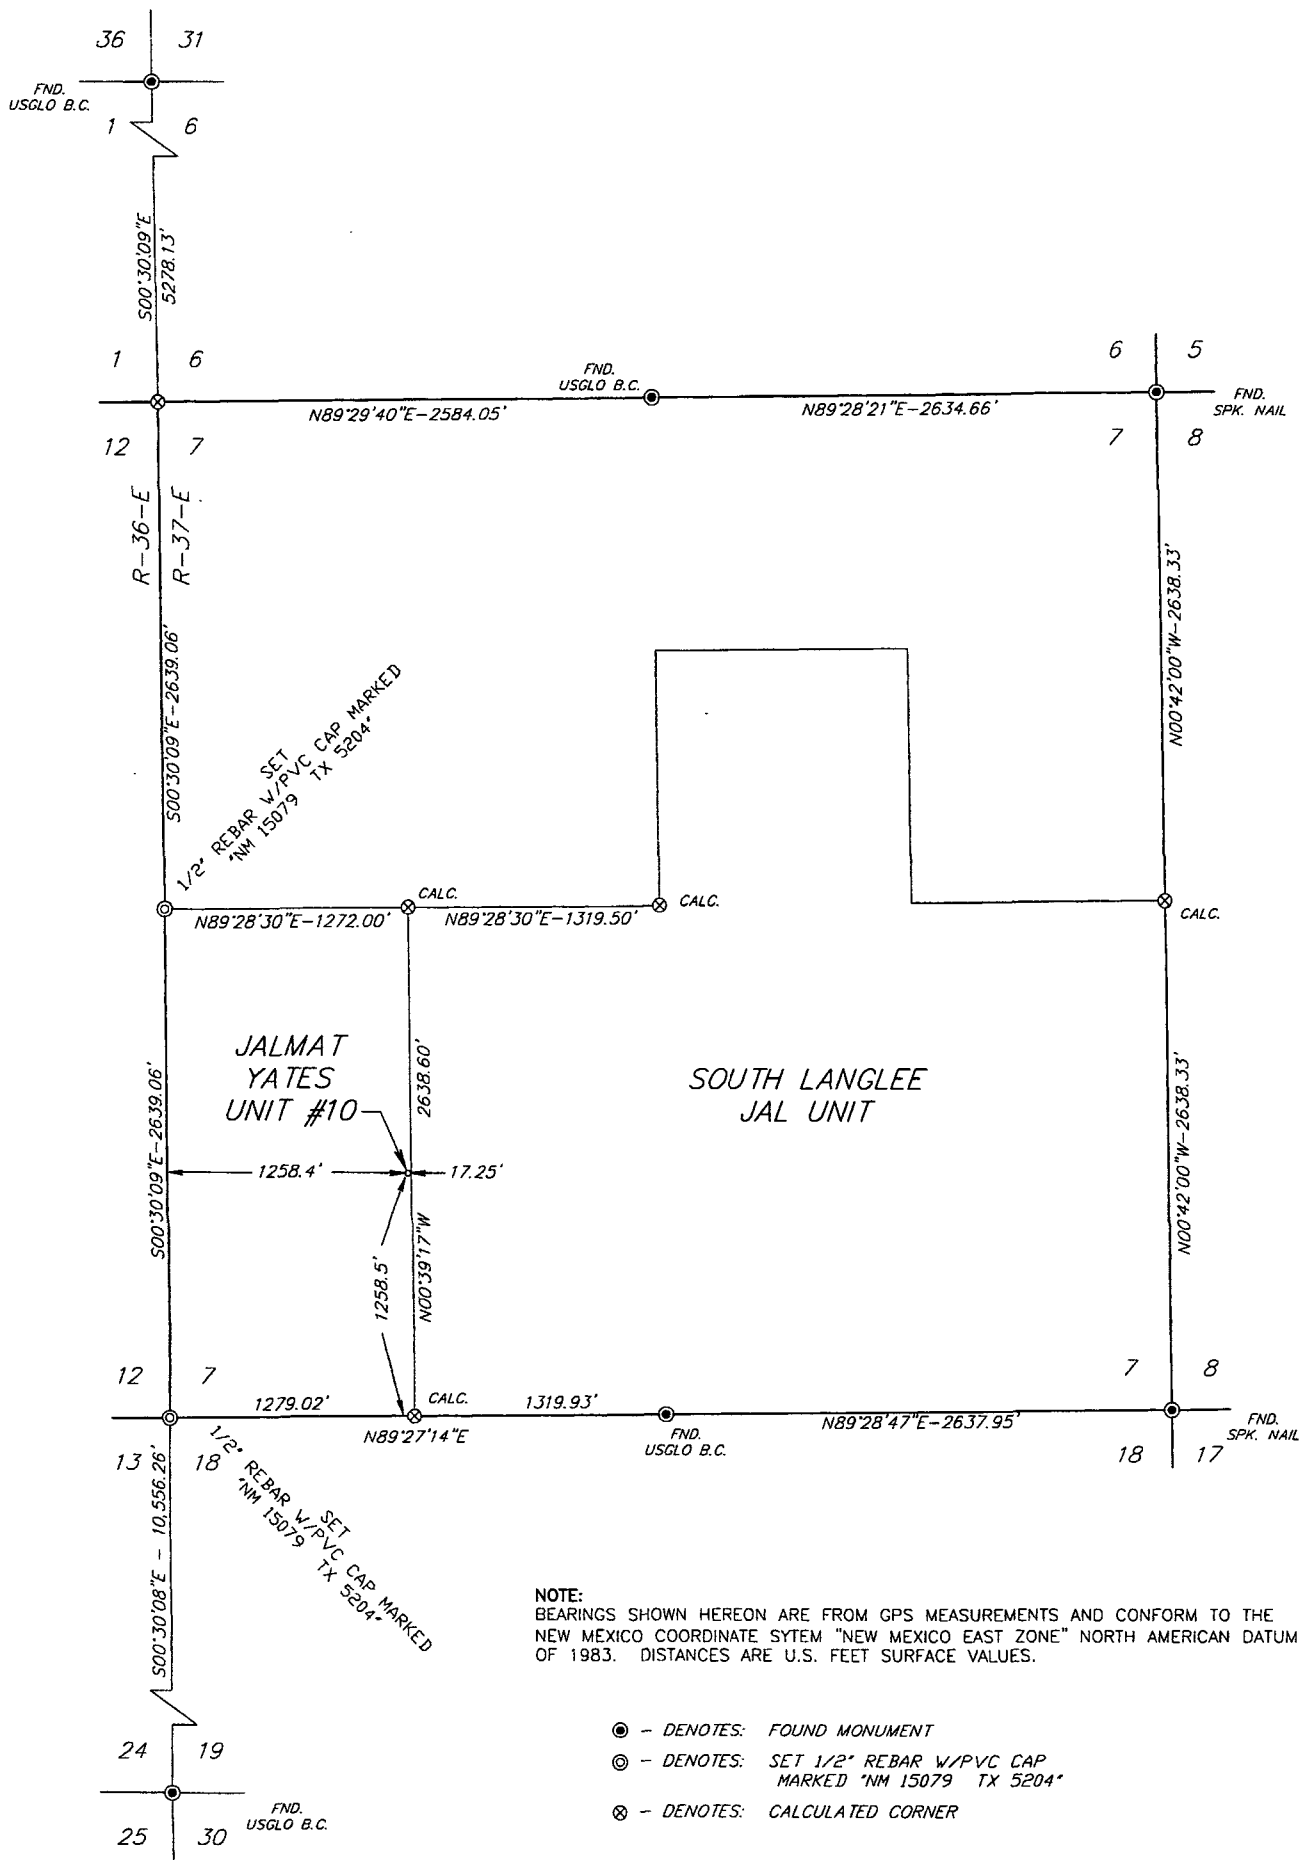 36 31
FND.
USGLO B.C.
1 6
S00°30'09"E
5278.13'
1 6
6 5
FND.
USGLO B.C.
FND.
SPK. NAIL
N89°29'40"E-2584.05'
N89°28'21"E-2634.66'
12 7
7 8
R-36-E
R-37-E
S00°30'09"E-2639.06'
N00°42'00"W-2638.33'
SET
1/2" REBAR W/PVC CAP MARKED
"NM 15079 TX 5204"
CALC.
CALC.
CALC.
N89°28'30"E-1272.00'
N89°28'30"E-1319.50'
JALMAT
YATES
UNIT #10
2638.60'
SOUTH LANGLEE
JAL UNIT
S00°30'09"E-2639.06'
N00°42'00"W-2638.33'
1258.4'
17.25'
1258.5'
N00°39'17"W
12 7
7 8
1279.02'
CALC.
1319.93'
N89°27'14"E
FND.
USGLO B.C.
N89°28'47"E-2637.95'
FND.
SPK. NAIL
13 18
18 17
SET
1/2" REBAR W/PVC CAP MARKED
"NM 15079 TX 5204"
S00°30'08"E - 10,556.26'
NOTE:
BEARINGS SHOWN HEREON ARE FROM GPS MEASUREMENTS AND CONFORM TO THE
NEW MEXICO COORDINATE SYTEM "NEW MEXICO EAST ZONE" NORTH AMERICAN DATUM
OF 1983. DISTANCES ARE U.S. FEET SURFACE VALUES.
- DENOTES: FOUND MONUMENT
- DENOTES: SET 1/2" REBAR W/PVC CAP
MARKED "NM 15079 TX 5204"
- DENOTES: CALCULATED CORNER
24 19
FND.
USGLO B.C.
25 30